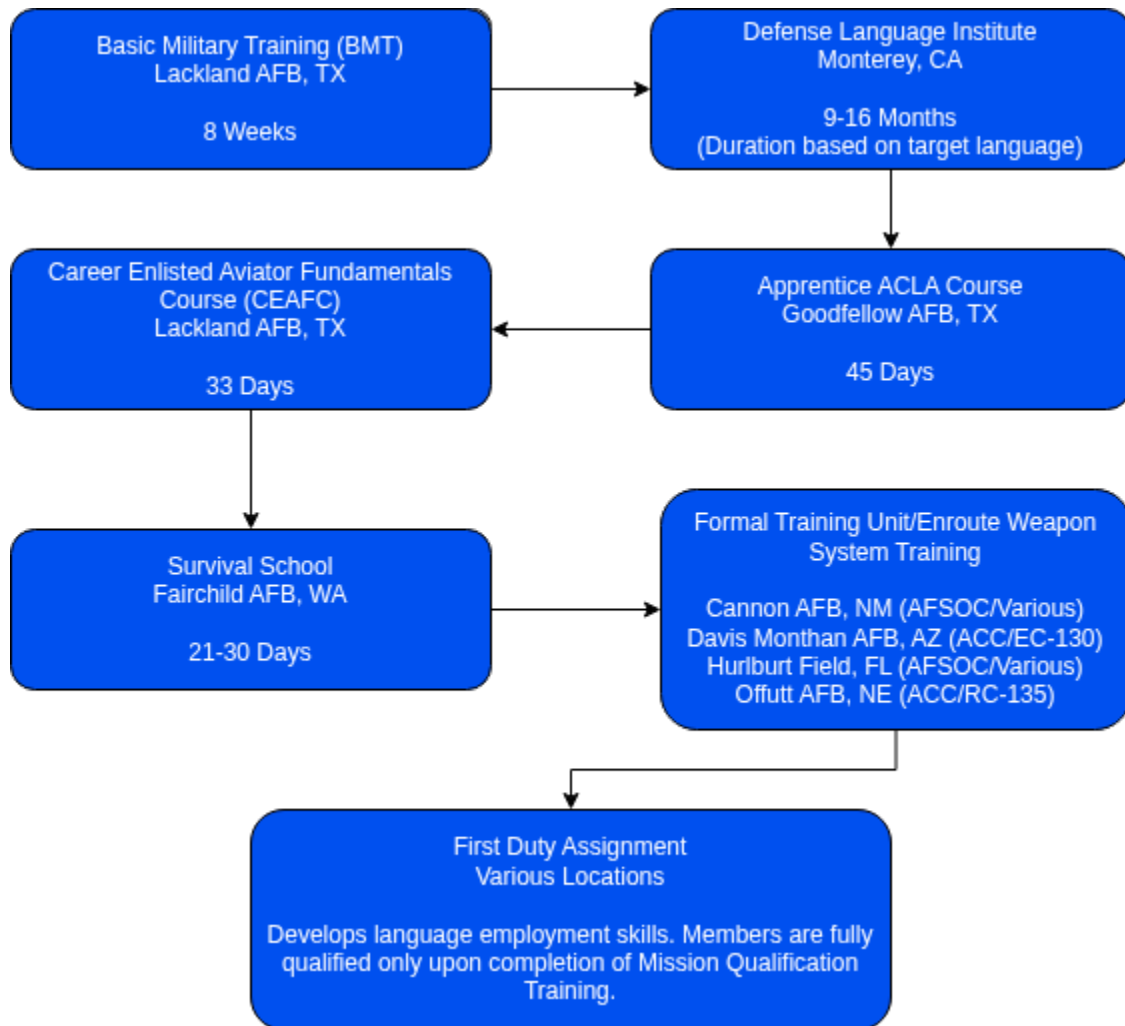 Basic Military Training (BMT)
Lackland AFB, TX
8 Weeks
Defense Language Institute
Monterey, CA
9-16 Months
(Duration based on target language)
Apprentice ACLA Course
Goodfellow AFB, TX
45 Days
Career Enlisted Aviator Fundamentals
Course (CEAFC)
Lackland AFB, TX
33 Days
Survival School
Fairchild AFB, WA
21-30 Days
Formal Training Unit/Enroute Weapon
System Training
Cannon AFB, NM (AFSOC/Various)
Davis Monthan AFB, AZ (ACC/EC-130)
Hurlburt Field, FL (AFSOC/Various)
Offutt AFB, NE (ACC/RC-135)
First Duty Assignment
Various Locations
Develops language employment skills. Members are fully
qualified only upon completion of Mission Qualification
Training.